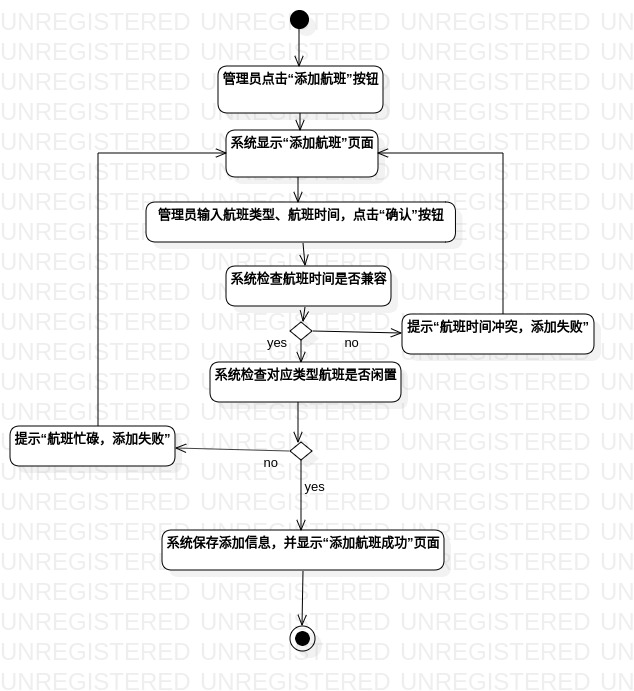 管理员点击“添加航班”按钮
系统显示“添加航班”页面
管理员输入航班类型、航班时间，点击“确认”按钮
系统检查航班时间是否兼容
提示“航班时间冲突，添加失败”
yes
no
系统检查对应类型航班是否闲置
提示“航班忙碌，添加失败”
no
yes
系统保存添加信息，并显示“添加航班成功”页面
UNREGISTERED UNREGISTERED UNREGISTERED UN